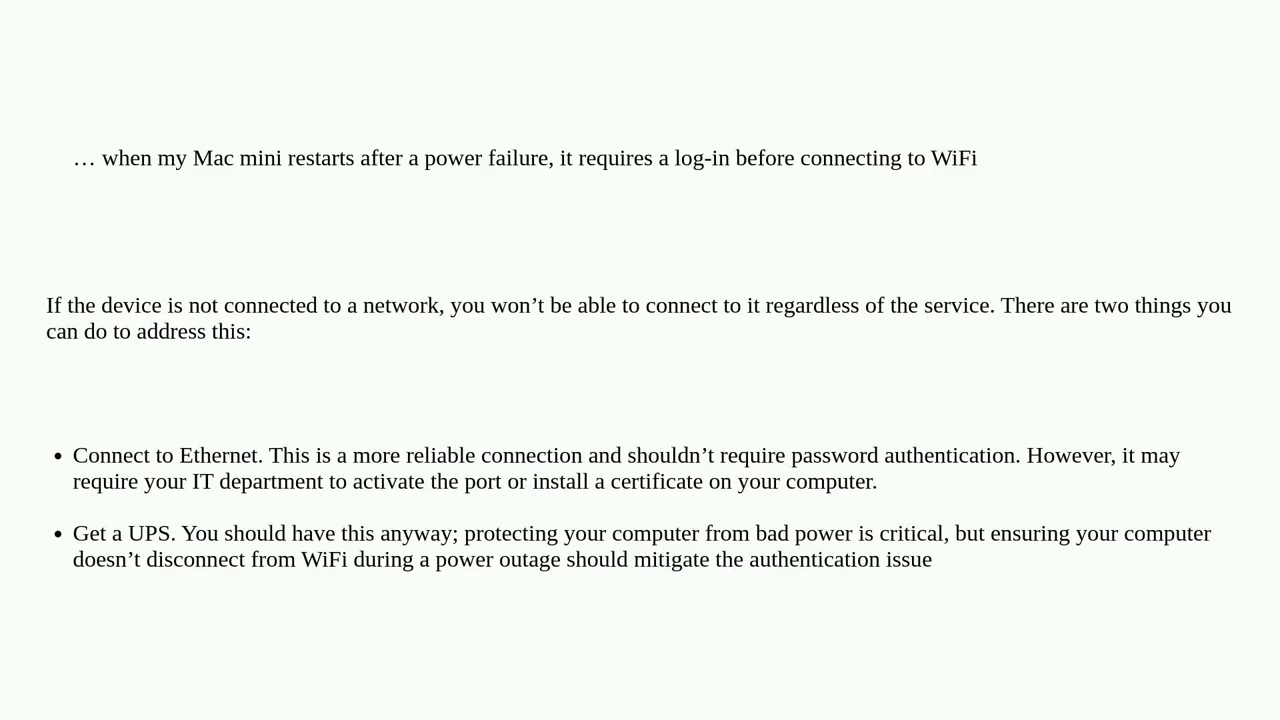 … when my Mac mini restarts after a power failure, it requires a log-in before connecting to WiFi
If the device is not connected to a network, you won’t be able to connect to it regardless of the service. There are two things you
can do to address this:
• Connect to Ethernet. This is a more reliable connection and shouldn’t require password authentication. However, it may
require your IT department to activate the port or install a certificate on your computer.
• Get a UPS. You should have this anyway; protecting your computer from bad power is critical, but ensuring your computer
doesn’t disconnect from WiFi during a power outage should mitigate the authentication issue